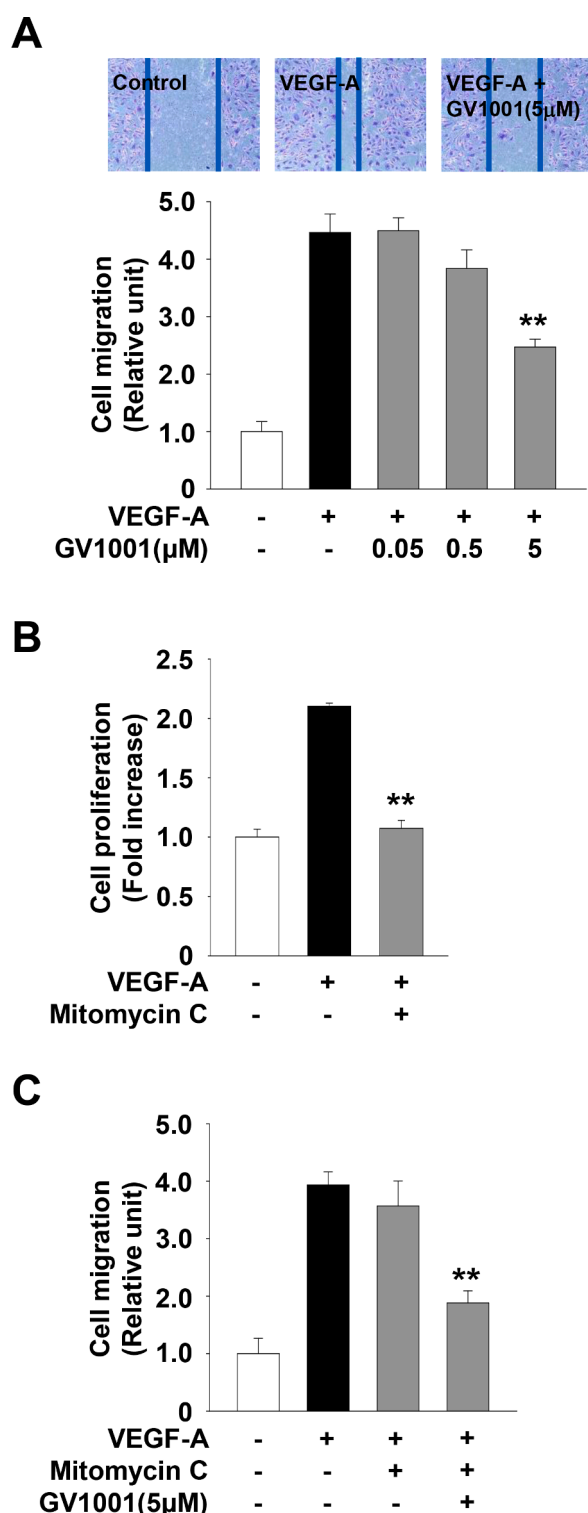 A
Control
VEGF-A
VEGF-A +
GV1001(5μM)
Cell migration
(Relative unit)
5.0
4.0
3.0
2.0
1.0
0
**
VEGF-A - + + + +
GV1001(μM) - - 0.05 0.5 5
B
Cell proliferation
(Fold increase)
2.5
2.0
1.0
0.5
0
**
VEGF-A - + +
Mitomycin C - - +
C
Cell migration
(Relative unit)
5.0
4.0
3.0
2.0
1.0
0
**
VEGF-A - + + +
Mitomycin C - - + +
GV1001(5μM) - - - +